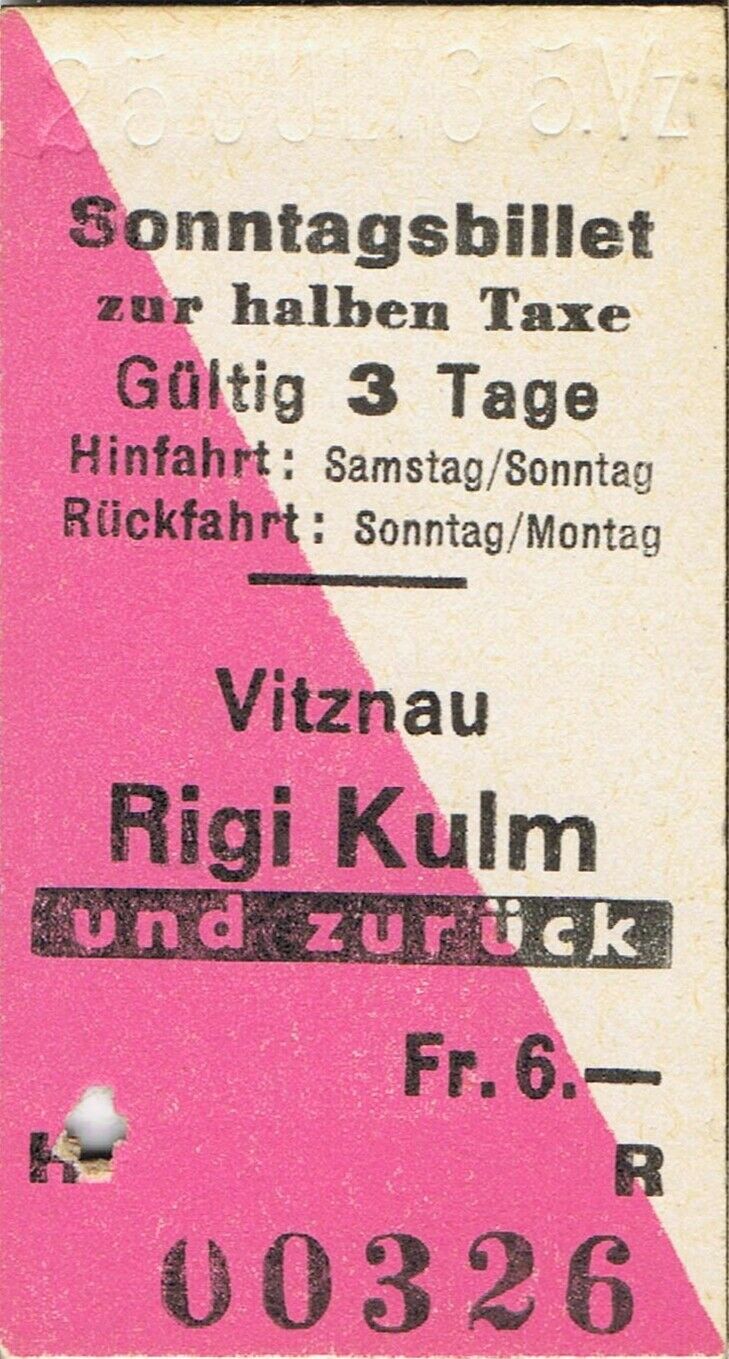 Sonntagsbillet
zur halben Taxe
Gültig 3 Tage
Hinfahrt: Samstag/Sonntag
Rückfahrt: Sonntag/Montag
Vitznau
Rigi Kulm
und zurück
Fr. 6.—
H R
00326